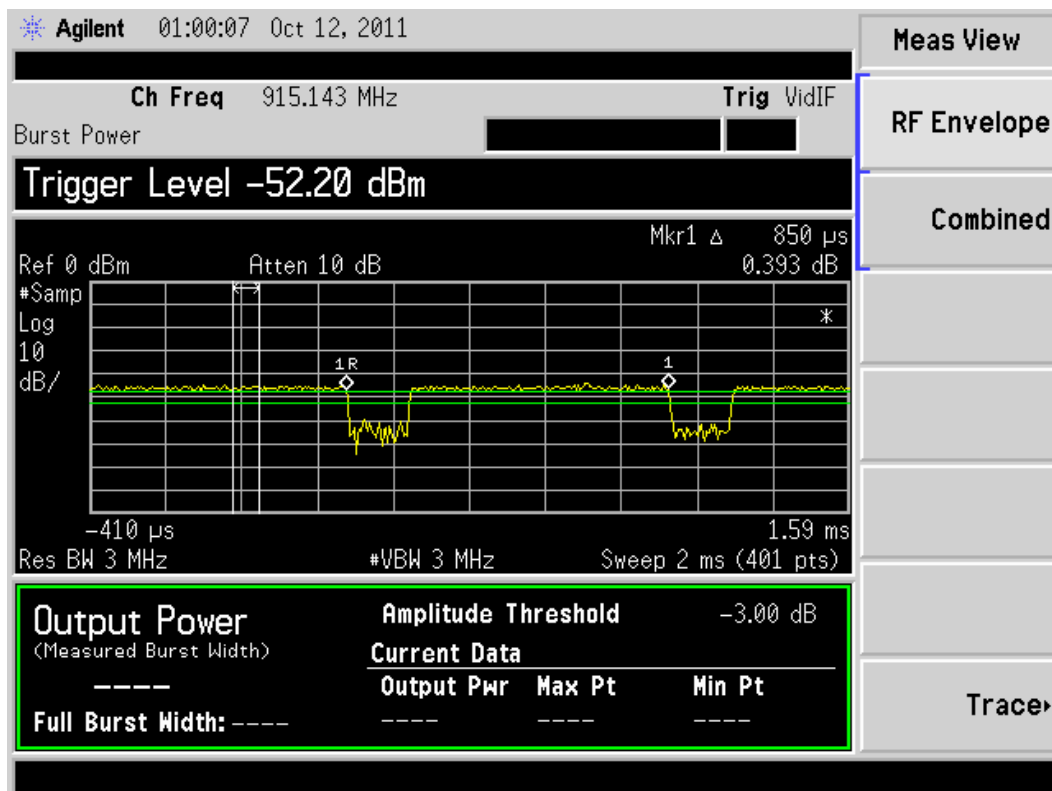 Agilent 01:00:07 Oct 12, 2011
Meas View
Ch Freq 915.143 MHz Trig VidIF
Burst Power
RF Envelope
Trigger Level -52.20 dBm
Combined
Mkr1 Δ 850 µs
Ref 0 dBm Atten 10 dB 0.393 dB
#Samp
Log
10
dB/
*
1R 1
-410 µs 1.59 ms
Res BW 3 MHz #VBW 3 MHz Sweep 2 ms (401 pts)
Output Power Amplitude Threshold -3.00 dB
(Measured Burst Width) Current Data
---- Output Pwr Max Pt Min Pt
Full Burst Width: ---- ---- ---- ----
Trace